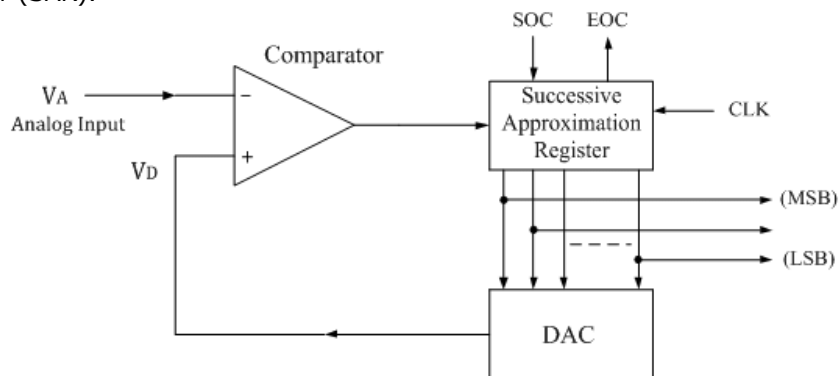 SOC EOC
Comparator
VA
Analog Input
−
+
VD
Successive
Approximation
Register
CLK
(MSB)
(LSB)
DAC